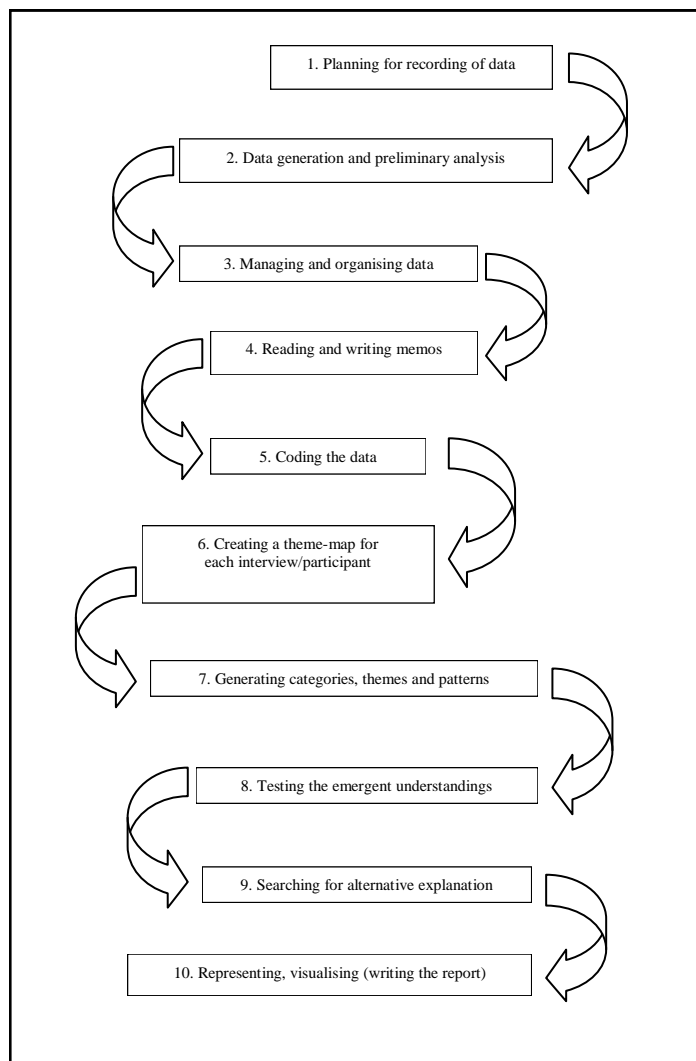 1. Planning for recording of data
2. Data generation and preliminary analysis
3. Managing and organising data
4. Reading and writing memos
5. Coding the data
6. Creating a theme-map for
each interview/participant
7. Generating categories, themes and patterns
8. Testing the emergent understandings
9. Searching for alternative explanation
10. Representing, visualising (writing the report)